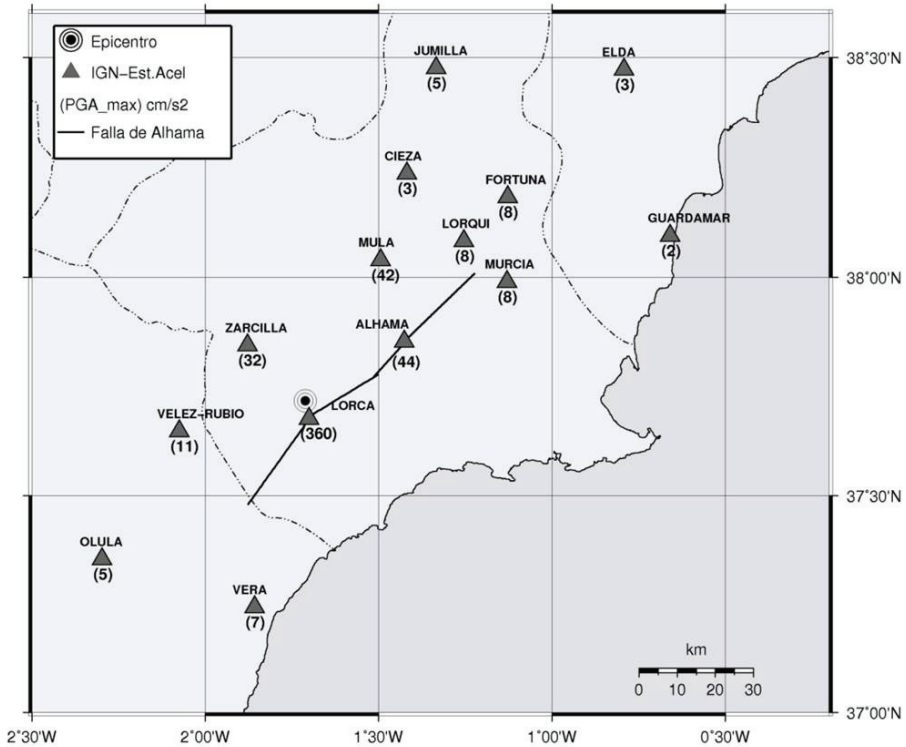 Epicentro
IGN-Est.Acel
(PGA_max) cm/s2
Falla de Alhama
JUMILLA
(5)
ELDA
(3)
38°30'N
CIEZA
(3)
FORTUNA
(8)
LORQUI
(8)
GUARDAMAR
(2)
MULA
(42)
MURCIA
(8)
38°00'N
ZARCILLA
(32)
ALHAMA
(44)
LORCA
(360)
VELEZ-RUBIO
(11)
37°30'N
OLULA
(5)
VERA
(7)
km
0 10 20 30
37°00'N
2°30'W 2°00'W 1°30'W 1°00'W 0°30'W